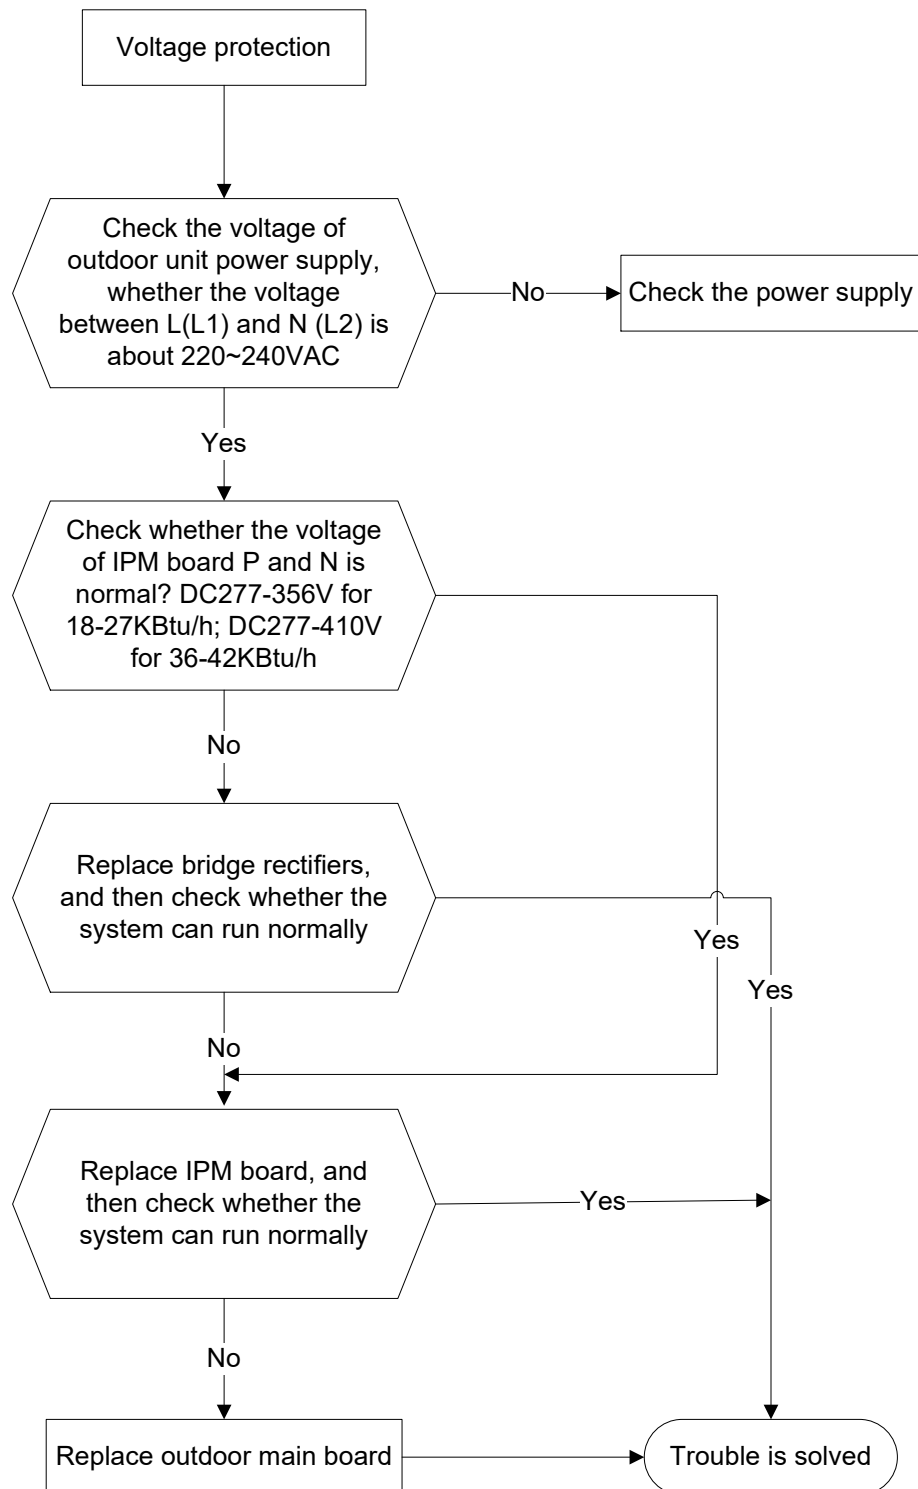 Voltage protection
Check the voltage of
outdoor unit power supply,
whether the voltage
between L(L1) and N (L2) is
about 220~240VAC
No
Check the power supply
Yes
Check whether the voltage
of IPM board P and N is
normal? DC277-356V for
18-27KBtu/h; DC277-410V
for 36-42KBtu/h
No
Replace bridge rectifiers,
and then check whether the
system can run normally
Yes
Yes
No
Replace IPM board, and
then check whether the
system can run normally
Yes
No
Replace outdoor main board
Trouble is solved